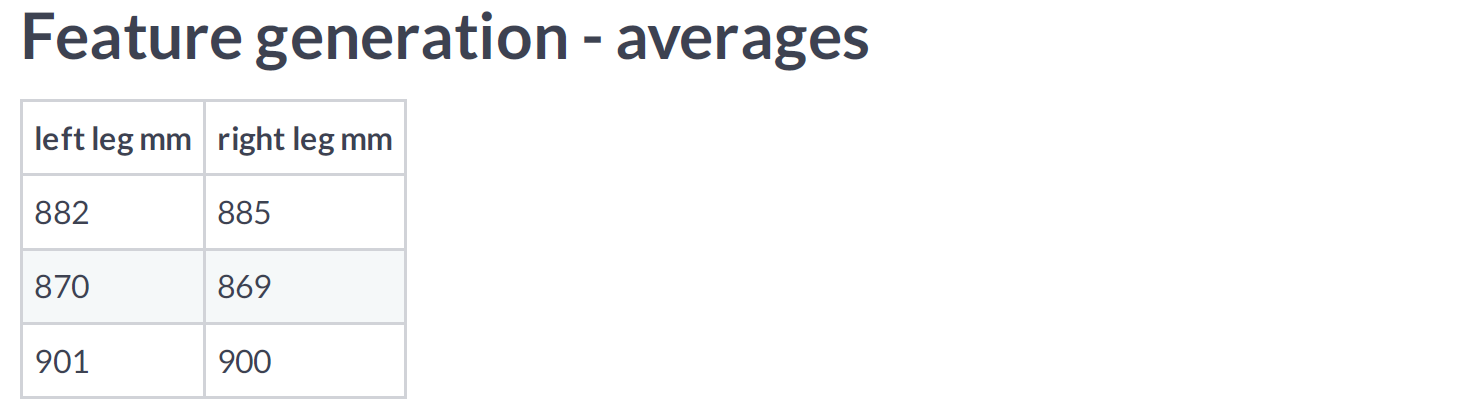 Feature generation - averages
left leg mm right leg mm
882 885
870 869
901 900